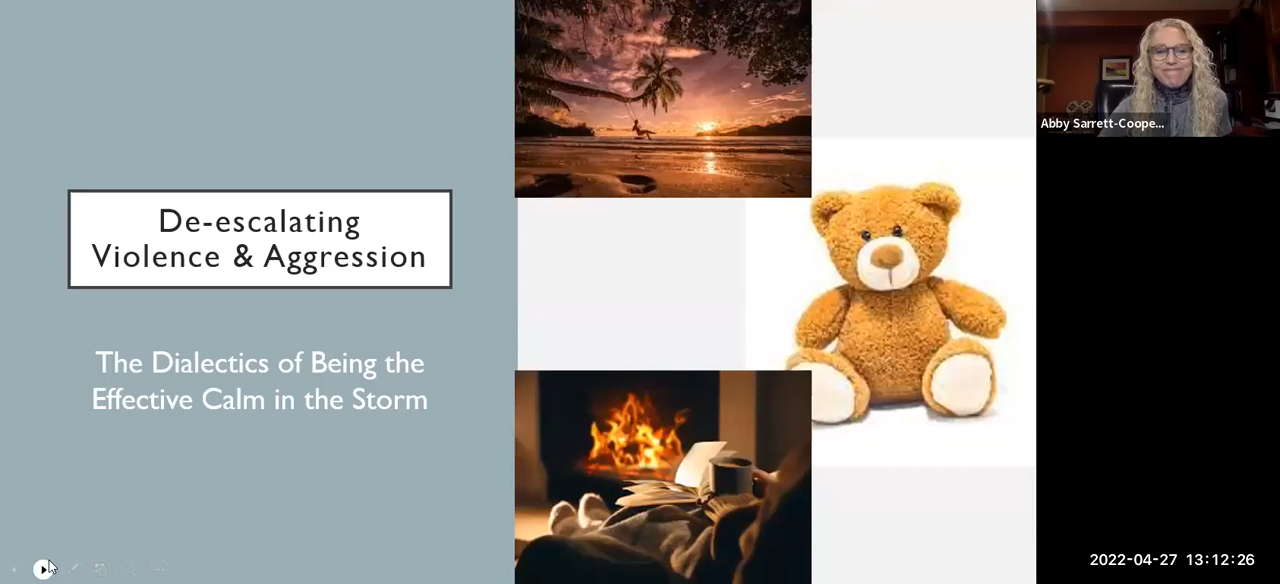 De-escalating
Violence & Aggression
The Dialectics of Being the
Effective Calm in the Storm
Abby Sarrett-Coope...
2022-04-27 13:12:26